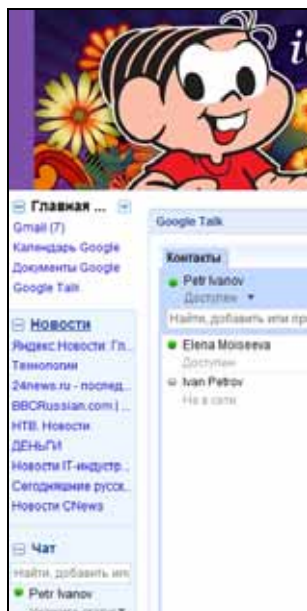 i
Главная ...
Gmail (7)
Календарь Google
Документы Google
Google Talk
Новости
Яндекс.Новости: Гл...
Технологии
24news.ru - послед...
BBCRussian.com | ...
НТВ. Новости
ДЕНЬГИ
Новости IT-индустр...
Сегодняшние русск...
Новости CNews
Чат
Найти, добавить или
Petr Ivanov
Google Talk
Контакты
Petr Ivanov
Доступен
Найти, добавить или пр
Elena Moiseeva
Доступен
Ivan Petrov
Не в сети